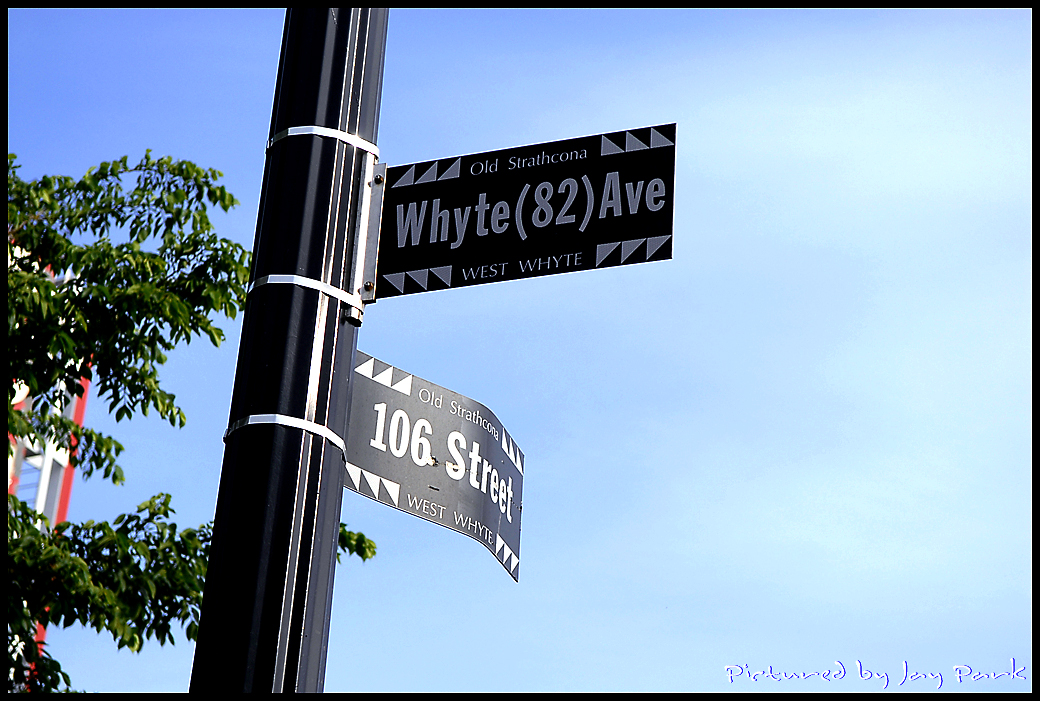 Old Strathcona
Whyte(82)Ave
WEST WHYTE
Old Strathcona
106 Street
WEST WHYTE
Pictured by Jay Park